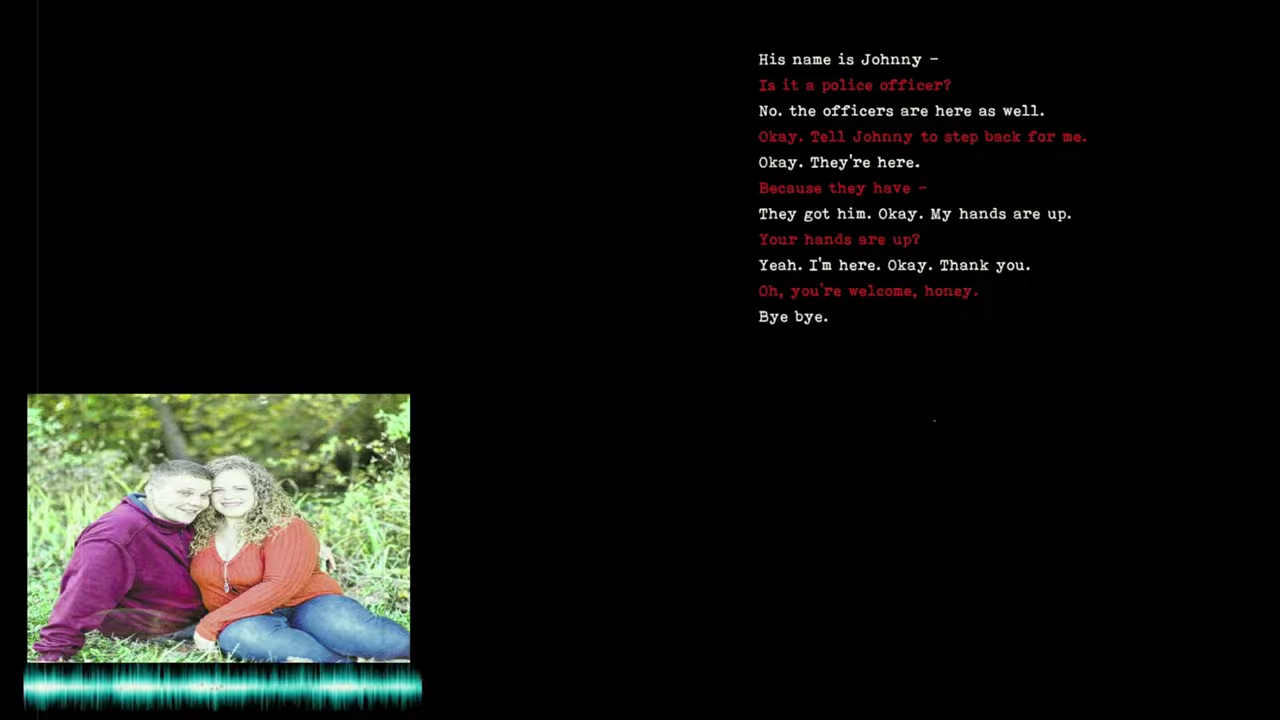 His name is Johnny -
Is it a police officer?
No. the officers are here as well.
Okay. Tell Johnny to step back for me.
Okay. They're here.
Because they have -
They got him. Okay. My hands are up.
Your hands are up?
Yeah. I'm here. Okay. Thank you.
Oh, you're welcome, honey.
Bye bye.